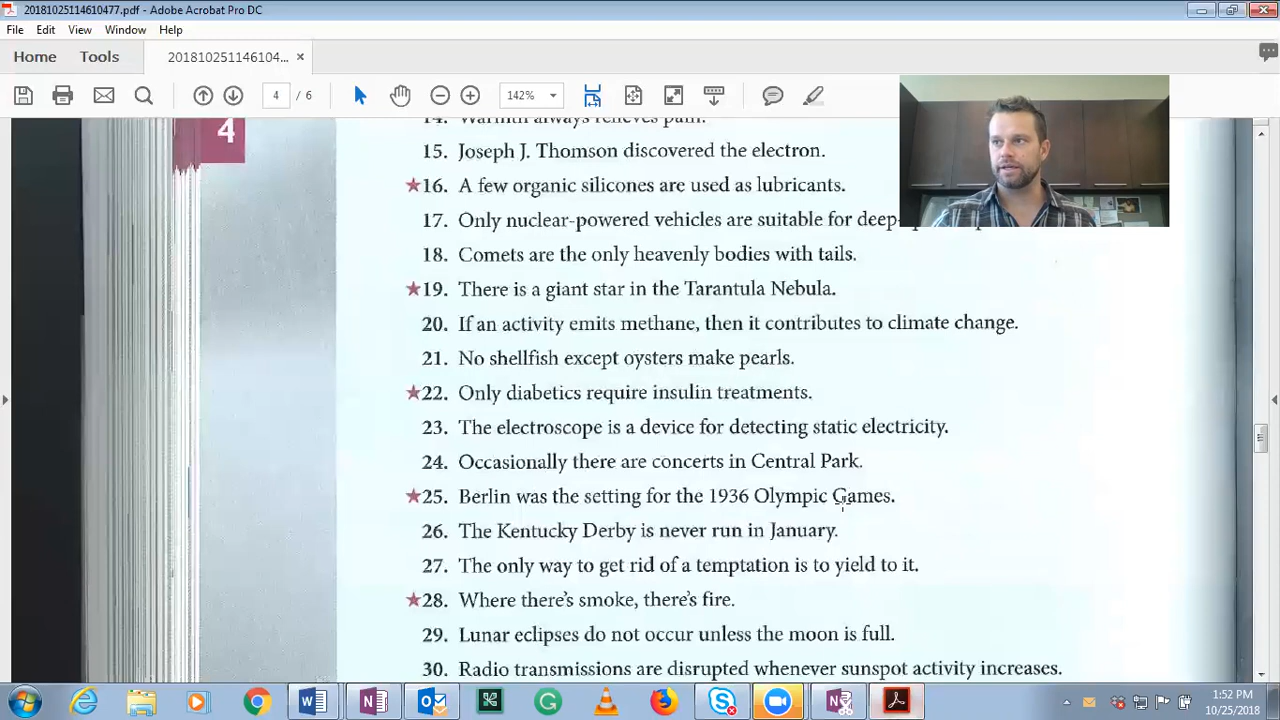 201810251146​10477.pdf - Adobe Acrobat Pro DC
File Edit View Window Help
Home Tools 201810251146104... ×
4 / 6 142%
4
14. Warmth always relieves pain.
15. Joseph J. Thomson discovered the electron.
★16. A few organic silicones are used as lubricants.
17. Only nuclear-powered vehicles are suitable for deep-
18. Comets are the only heavenly bodies with tails.
★19. There is a giant star in the Tarantula Nebula.
20. If an activity emits methane, then it contributes to climate change.
21. No shellfish except oysters make pearls.
★22. Only diabetics require insulin treatments.
23. The electroscope is a device for detecting static electricity.
24. Occasionally there are concerts in Central Park.
★25. Berlin was the setting for the 1936 Olympic Games.
26. The Kentucky Derby is never run in January.
27. The only way to get rid of a temptation is to yield to it.
★28. Where there's smoke, there's fire.
29. Lunar eclipses do not occur unless the moon is full.
30. Radio transmissions are disrupted whenever sunspot activity increases.
1:52 PM
10/25/2018